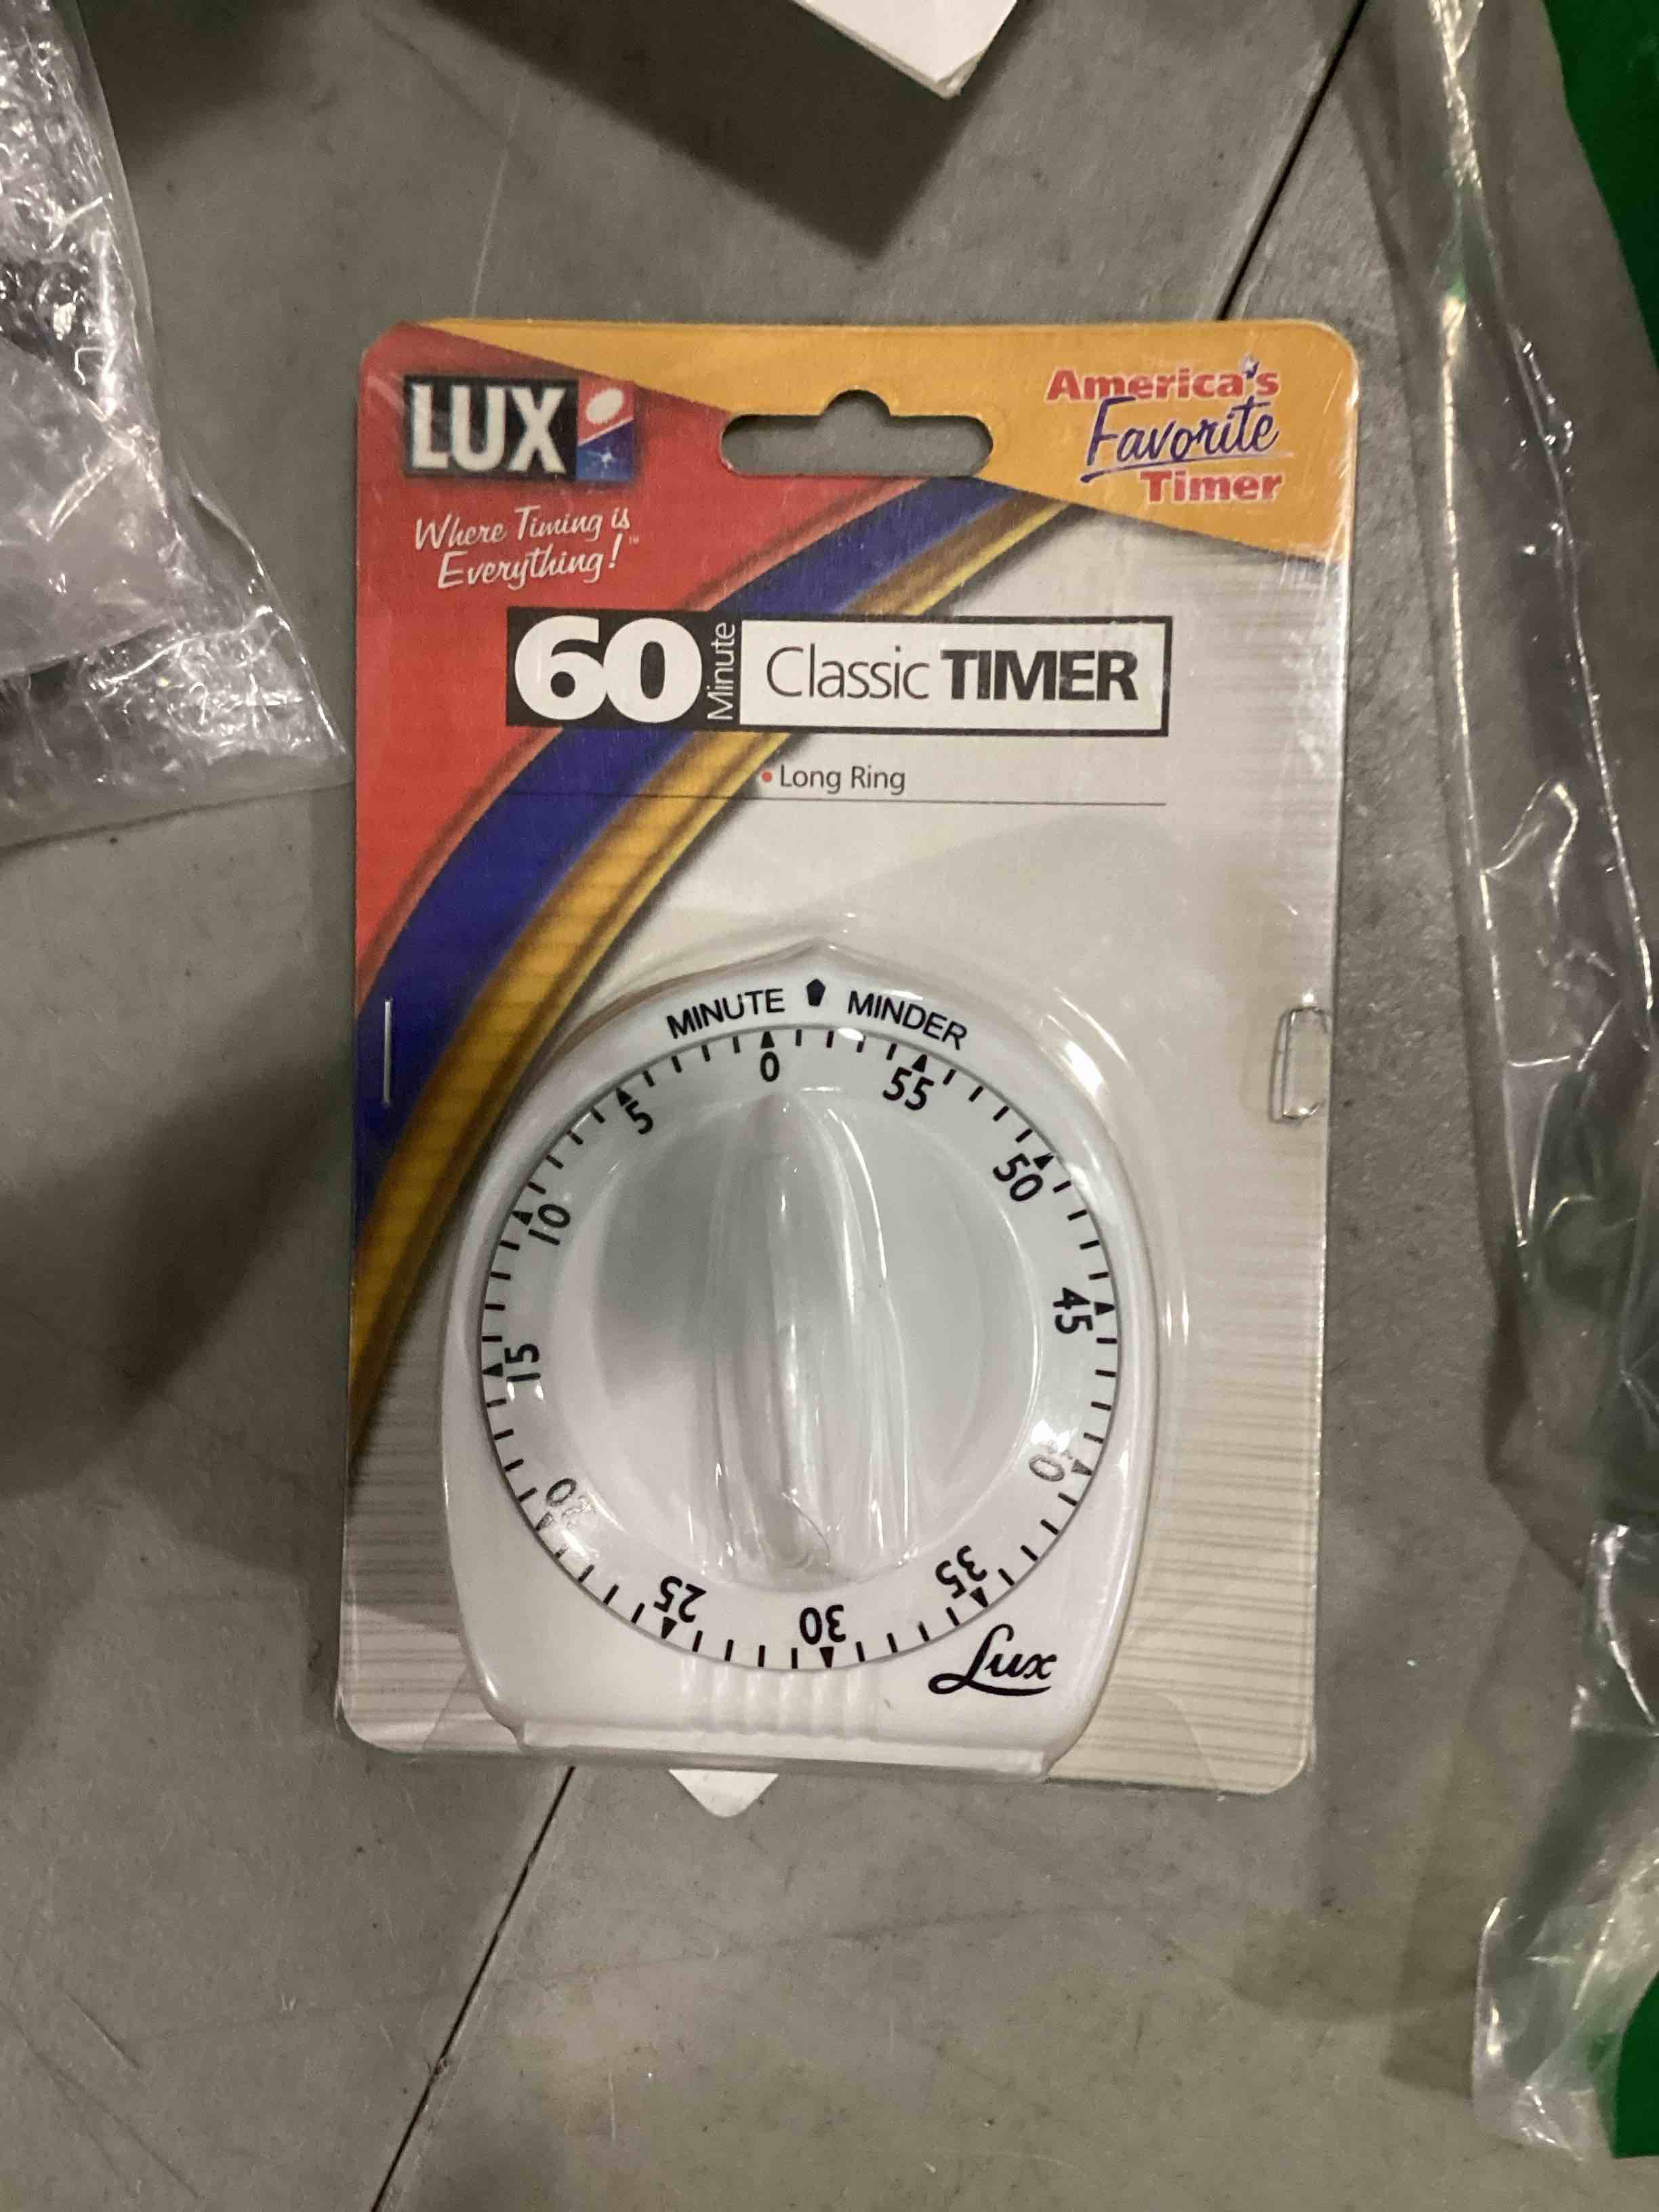 LUX
Where Timing is
Everything!™
America's
Favorite
Timer
60 Minute Classic TIMER
• Long Ring
MINUTE MINDER
0
5
10
15
20
25
30
35
40
45
50
55
Lux